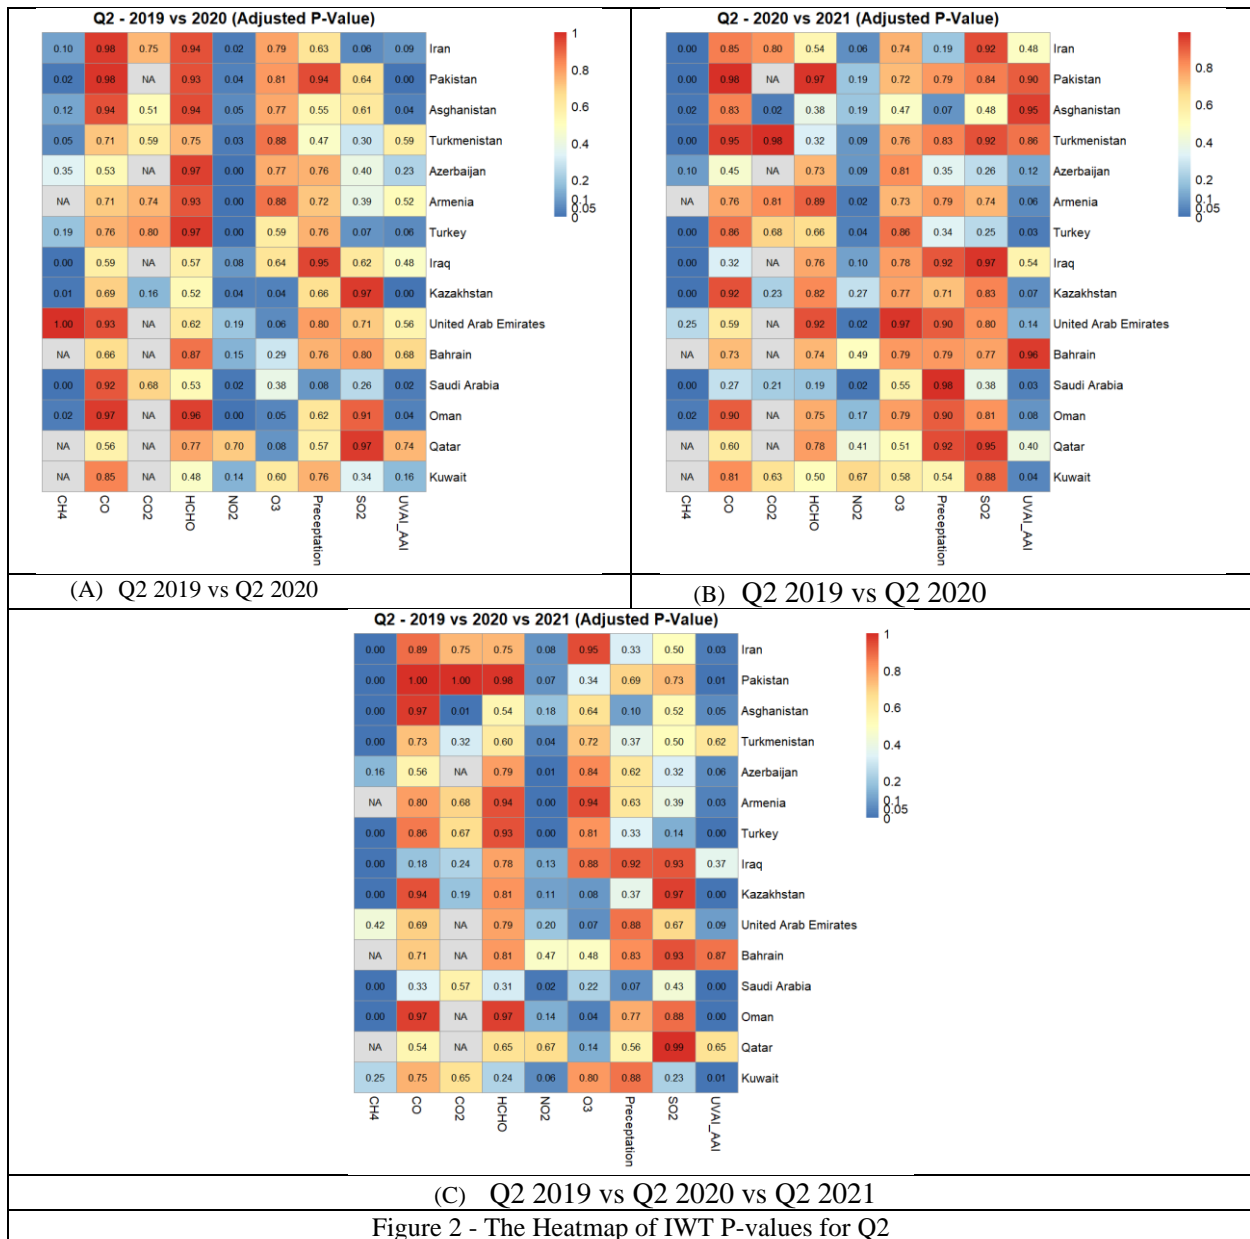 Q2 - 2019 vs 2020 (Adjusted P-Value)
0.10 0.98 0.75 0.94 0.02 0.79 0.63 0.06 0.09 Iran
0.02 0.98 NA 0.93 0.04 0.81 0.94 0.64 0.00 Pakistan
0.12 0.94 0.51 0.94 0.05 0.77 0.55 0.61 0.04 Asghanistan
0.05 0.71 0.59 0.75 0.03 0.88 0.47 0.30 0.59 Turkmenistan
0.35 0.53 NA 0.97 0.00 0.77 0.76 0.40 0.23 Azerbaijan
NA 0.71 0.74 0.93 0.00 0.88 0.72 0.39 0.52 Armenia
0.19 0.76 0.80 0.97 0.00 0.59 0.76 0.07 0.06 Turkey
0.00 0.59 NA 0.57 0.08 0.64 0.95 0.62 0.48 Iraq
0.01 0.69 0.16 0.52 0.04 0.04 0.66 0.97 0.00 Kazakhstan
1.00 0.93 NA 0.62 0.19 0.06 0.80 0.71 0.56 United Arab Emirates
NA 0.66 NA 0.87 0.15 0.29 0.76 0.80 0.68 Bahrain
0.00 0.92 0.68 0.53 0.02 0.38 0.08 0.26 0.02 Saudi Arabia
0.02 0.97 NA 0.96 0.00 0.05 0.62 0.91 0.04 Oman
NA 0.56 NA 0.77 0.70 0.08 0.57 0.97 0.74 Qatar
NA 0.85 NA 0.48 0.14 0.60 0.76 0.34 0.16 Kuwait
CH4 CO CO2 HCHO NO2 O3 Preceptation SO2 UVAI_AAI
1
0.8
0.6
0.4
0.2
0.1
0.05
0
(A) Q2 2019 vs Q2 2020
Q2 - 2020 vs 2021 (Adjusted P-Value)
0.00 0.85 0.80 0.54 0.06 0.74 0.19 0.92 0.48 Iran
0.00 0.98 NA 0.97 0.19 0.72 0.79 0.84 0.90 Pakistan
0.02 0.83 0.02 0.38 0.19 0.47 0.07 0.48 0.95 Asghanistan
0.00 0.95 0.98 0.32 0.09 0.76 0.83 0.92 0.86 Turkmenistan
0.10 0.45 NA 0.73 0.09 0.81 0.35 0.26 0.12 Azerbaijan
NA 0.76 0.81 0.89 0.02 0.73 0.79 0.74 0.06 Armenia
0.00 0.86 0.68 0.66 0.04 0.86 0.34 0.25 0.03 Turkey
0.00 0.32 NA 0.76 0.10 0.78 0.92 0.97 0.54 Iraq
0.00 0.92 0.23 0.82 0.27 0.77 0.71 0.83 0.07 Kazakhstan
0.25 0.59 NA 0.92 0.02 0.97 0.90 0.80 0.14 United Arab Emirates
NA 0.73 NA 0.74 0.49 0.79 0.79 0.77 0.96 Bahrain
0.00 0.27 0.21 0.19 0.02 0.55 0.98 0.38 0.03 Saudi Arabia
0.02 0.90 NA 0.75 0.17 0.79 0.90 0.81 0.08 Oman
NA 0.60 NA 0.78 0.41 0.51 0.92 0.95 0.40 Qatar
NA 0.81 0.63 0.50 0.67 0.58 0.54 0.88 0.04 Kuwait
CH4 CO CO2 HCHO NO2 O3 Preceptation SO2 UVAI_AAI
0.8
0.6
0.4
0.2
0.1
0.05
(B) Q2 2019 vs Q2 2020
Q2 - 2019 vs 2020 vs 2021 (Adjusted P-Value)
0.00 0.89 0.75 0.75 0.08 0.95 0.33 0.50 0.03 Iran
0.00 1.00 1.00 0.98 0.07 0.34 0.69 0.73 0.01 Pakistan
0.00 0.97 0.01 0.54 0.18 0.64 0.10 0.52 0.05 Asghanistan
0.00 0.73 0.32 0.60 0.04 0.72 0.37 0.50 0.62 Turkmenistan
0.16 0.56 NA 0.79 0.01 0.84 0.62 0.32 0.06 Azerbaijan
NA 0.80 0.68 0.94 0.00 0.94 0.63 0.39 0.03 Armenia
0.00 0.86 0.67 0.93 0.00 0.81 0.33 0.14 0.00 Turkey
0.00 0.18 0.24 0.78 0.13 0.88 0.92 0.93 0.37 Iraq
0.00 0.94 0.19 0.81 0.11 0.08 0.37 0.97 0.00 Kazakhstan
0.42 0.69 NA 0.79 0.20 0.07 0.88 0.67 0.09 United Arab Emirates
NA 0.71 NA 0.81 0.47 0.48 0.83 0.93 0.87 Bahrain
0.00 0.33 0.57 0.31 0.02 0.22 0.07 0.43 0.00 Saudi Arabia
0.00 0.97 NA 0.97 0.14 0.04 0.77 0.88 0.00 Oman
NA 0.54 NA 0.65 0.67 0.14 0.56 0.99 0.65 Qatar
0.25 0.75 0.65 0.24 0.06 0.80 0.88 0.23 0.01 Kuwait
CH4 CO CO2 HCHO NO2 O3 Preceptation SO2 UVAI_AAI
1
0.8
0.6
0.4
0.2
0.1
0.05
0
(C) Q2 2019 vs Q2 2020 vs Q2 2021
Figure 2 - The Heatmap of IWT P-values for Q2